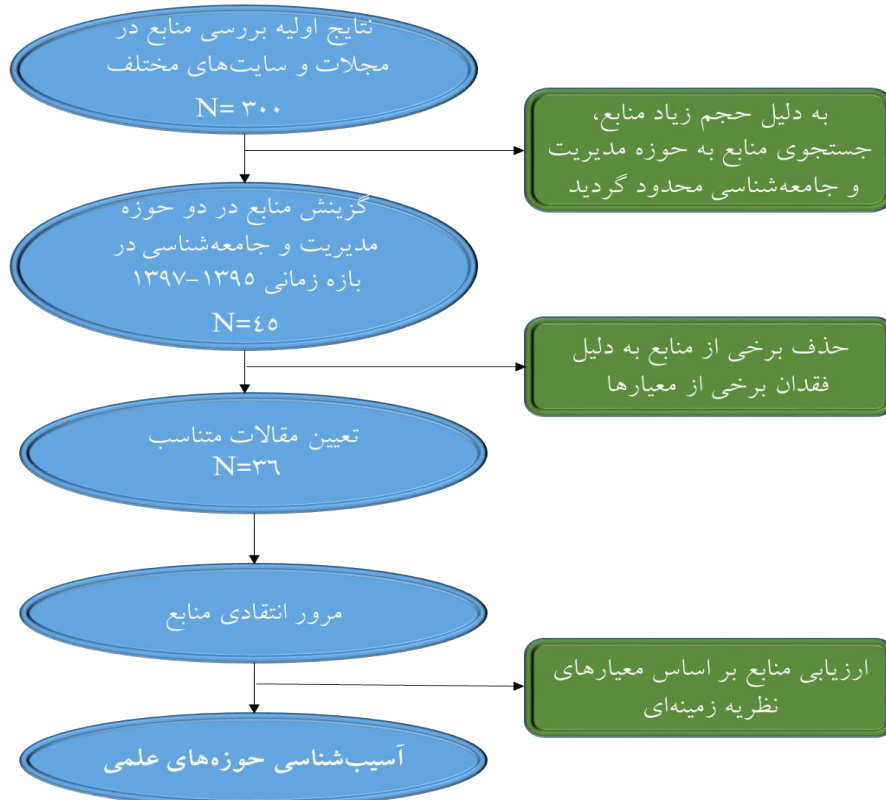 نتایج اولیه بررسی منابع در
مجلات و سایت‌های مختلف
N= ۳۰۰
به دلیل حجم زیاد منابع،
جستجوی منابع به حوزه مدیریت
و جامعه‌شناسی محدود گردید
گزینش منابع در دو حوزه
مدیریت و جامعه‌شناسی در
بازه زمانی ۱۳۹۵-۱۳۹۷
N=٤٥
حذف برخی از منابع به دلیل
فقدان برخی از معیارها
تعیین مقالات متناسب
N=۳٦
مرور انتقادی منابع
ارزیابی منابع بر اساس معیارهای
نظریه زمینه‌ای
آسیب‌شناسی حوزه‌های علمی